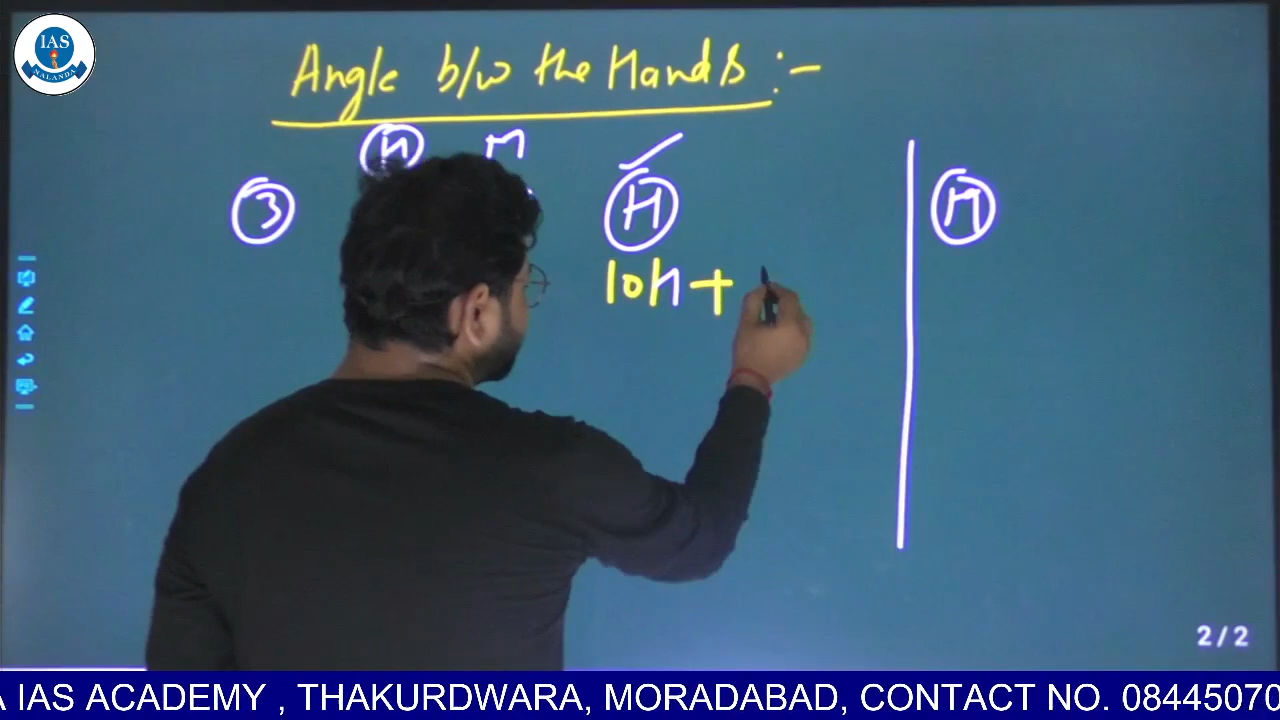 IAS
NALANDA
Angle b/w the Hands :-
H M
3 H M
10H +
2/2
A IAS ACADEMY , THAKURDWARA, MORADABAD, CONTACT NO. 08445070